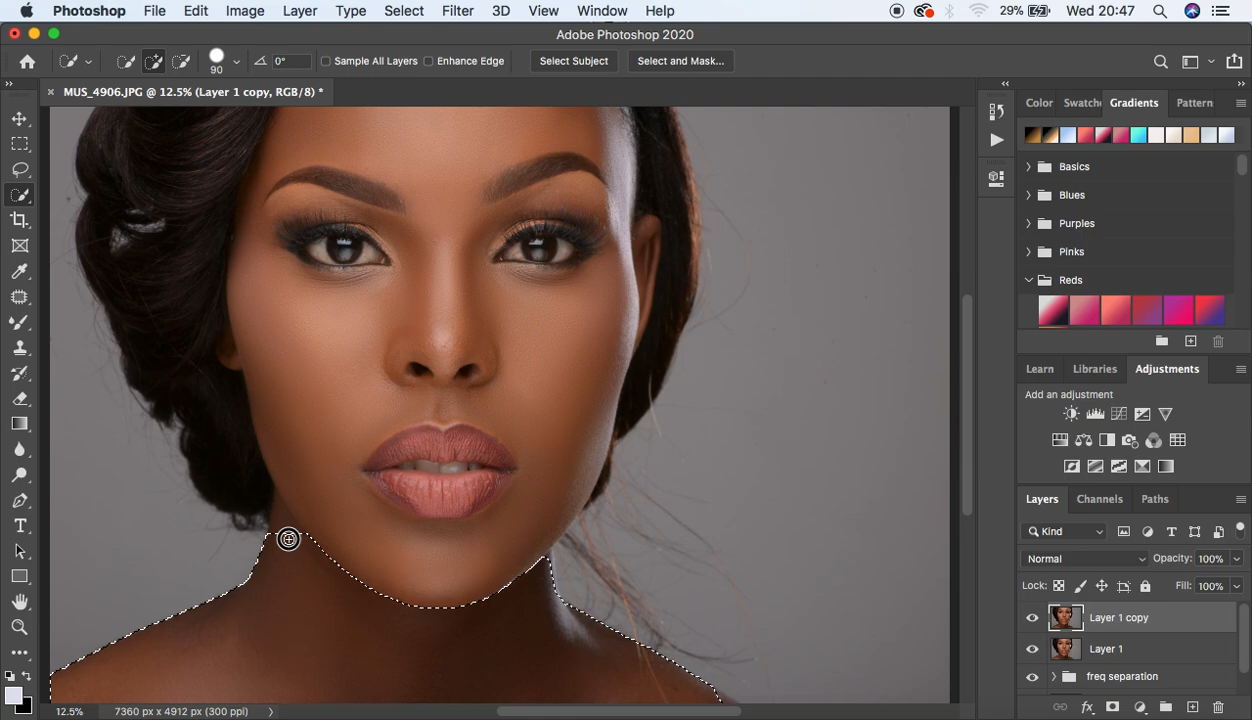 Photoshop File Edit Image Layer Type Select Filter 3D View Window Help 29% Wed 20:47
Adobe Photoshop 2020
90 0° Sample All Layers Enhance Edge Select Subject Select and Mask...
MUS_4906.JPG @ 12.5% (Layer 1 copy, RGB/8) *
Color Swatche Gradients Pattern
Basics
Blues
Purples
Pinks
Reds
Learn Libraries Adjustments
Add an adjustment
Layers Channels Paths
Kind
Normal Opacity: 100%
Lock: Fill: 100%
Layer 1 copy
Layer 1
freq separation
fx
12.5% 7360 px x 4912 px (300 ppi)